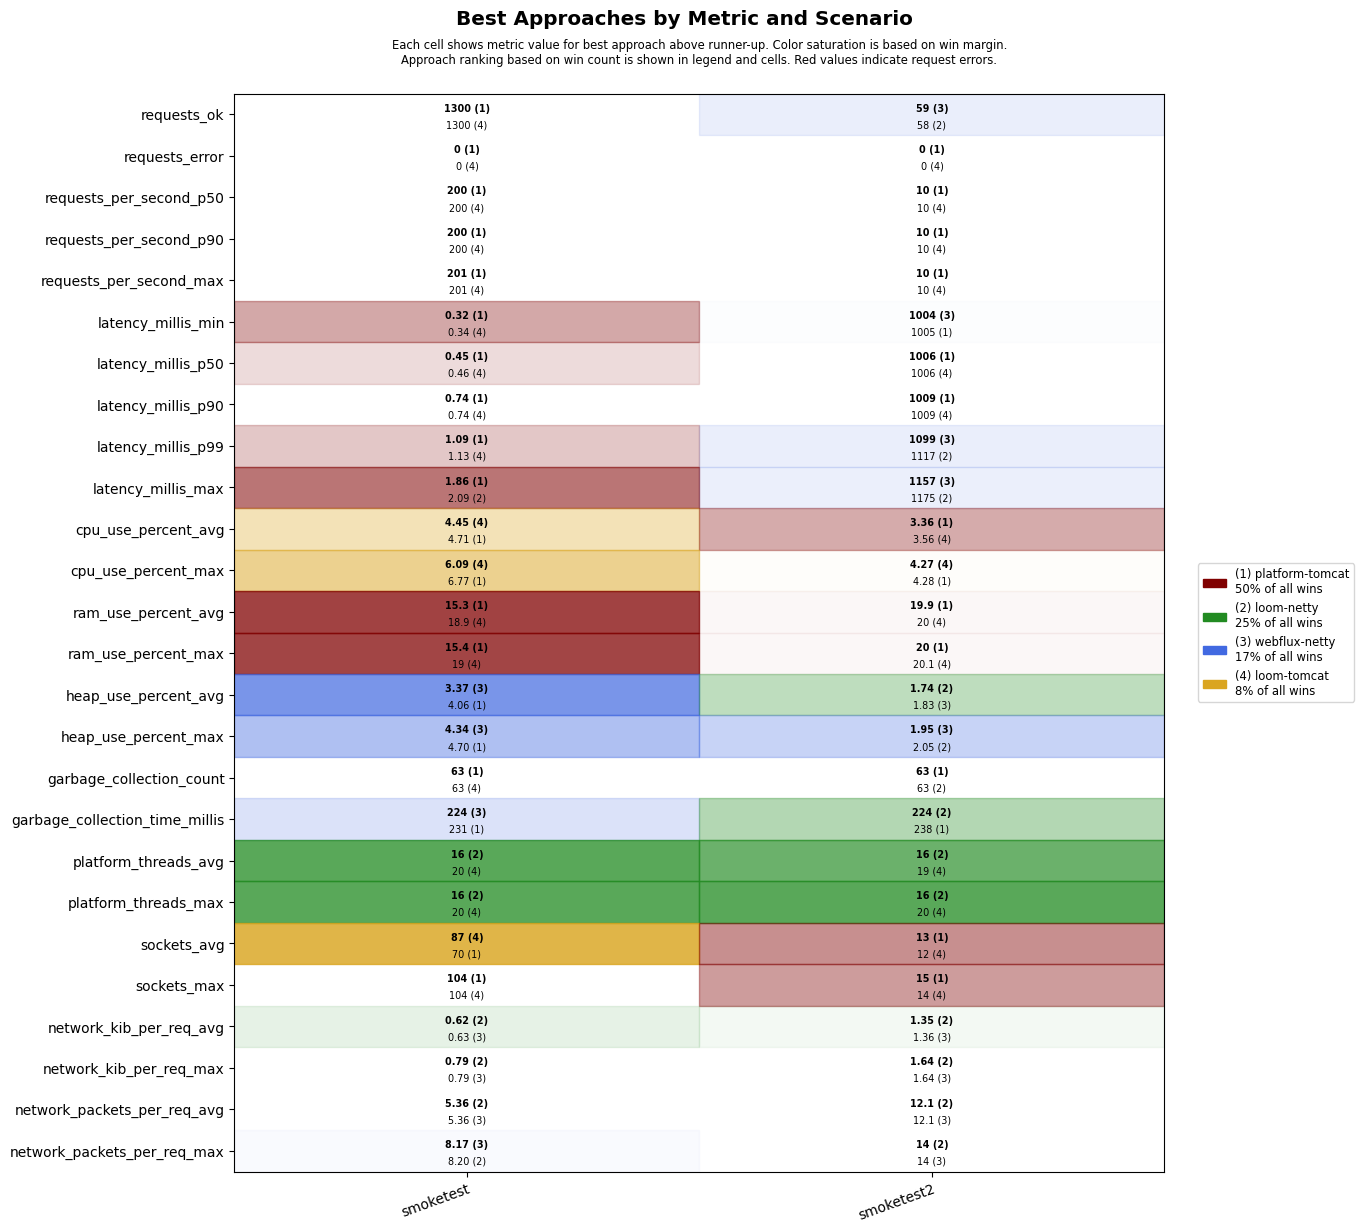 Best Approaches by Metric and Scenario
Each cell shows metric value for best approach above runner-up. Color saturation is based on win margin.
Approach ranking based on win count is shown in legend and cells. Red values indicate request errors.
requests_ok
1300 (1)
1300 (4)
59 (3)
58 (2)
requests_error
0 (1)
0 (4)
0 (1)
0 (4)
requests_per_second_p50
200 (1)
200 (4)
10 (1)
10 (4)
requests_per_second_p90
200 (1)
200 (4)
10 (1)
10 (4)
requests_per_second_max
201 (1)
201 (4)
10 (1)
10 (4)
latency_millis_min
0.32 (1)
0.34 (4)
1004 (3)
1005 (1)
latency_millis_p50
0.45 (1)
0.46 (4)
1006 (1)
1006 (4)
latency_millis_p90
0.74 (1)
0.74 (4)
1009 (1)
1009 (4)
latency_millis_p99
1.09 (1)
1.13 (4)
1099 (3)
1117 (2)
latency_millis_max
1.86 (1)
2.09 (2)
1157 (3)
1175 (2)
cpu_use_percent_avg
4.45 (4)
4.71 (1)
3.36 (1)
3.56 (4)
cpu_use_percent_max
6.09 (4)
6.77 (1)
4.27 (4)
4.28 (1)
ram_use_percent_avg
15.3 (1)
18.9 (4)
19.9 (1)
20 (4)
ram_use_percent_max
15.4 (1)
19 (4)
20 (1)
20.1 (4)
heap_use_percent_avg
3.37 (3)
4.06 (1)
1.74 (2)
1.83 (3)
heap_use_percent_max
4.34 (3)
4.70 (1)
1.95 (3)
2.05 (2)
garbage_collection_count
63 (1)
63 (4)
63 (1)
63 (2)
garbage_collection_time_millis
224 (3)
231 (1)
224 (2)
238 (1)
platform_threads_avg
16 (2)
20 (4)
16 (2)
19 (4)
platform_threads_max
16 (2)
20 (4)
16 (2)
20 (4)
sockets_avg
87 (4)
70 (1)
13 (1)
12 (4)
sockets_max
104 (1)
104 (4)
15 (1)
14 (4)
network_kib_per_req_avg
0.62 (2)
0.63 (3)
1.35 (2)
1.36 (3)
network_kib_per_req_max
0.79 (2)
0.79 (3)
1.64 (2)
1.64 (3)
network_packets_per_req_avg
5.36 (2)
5.36 (3)
12.1 (2)
12.1 (3)
network_packets_per_req_max
8.17 (3)
8.20 (2)
14 (2)
14 (3)
smoketest
smoketest2
(1) platform-tomcat
50% of all wins
(2) loom-netty
25% of all wins
(3) webflux-netty
17% of all wins
(4) loom-tomcat
8% of all wins